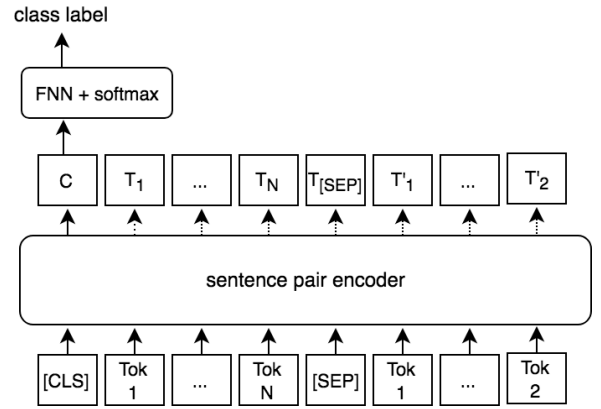 class label
FNN + softmax
C T1 ... TN T[SEP] T'1 ... T'2
sentence pair encoder
[CLS] Tok 1 ... Tok N [SEP] Tok 1 ... Tok 2